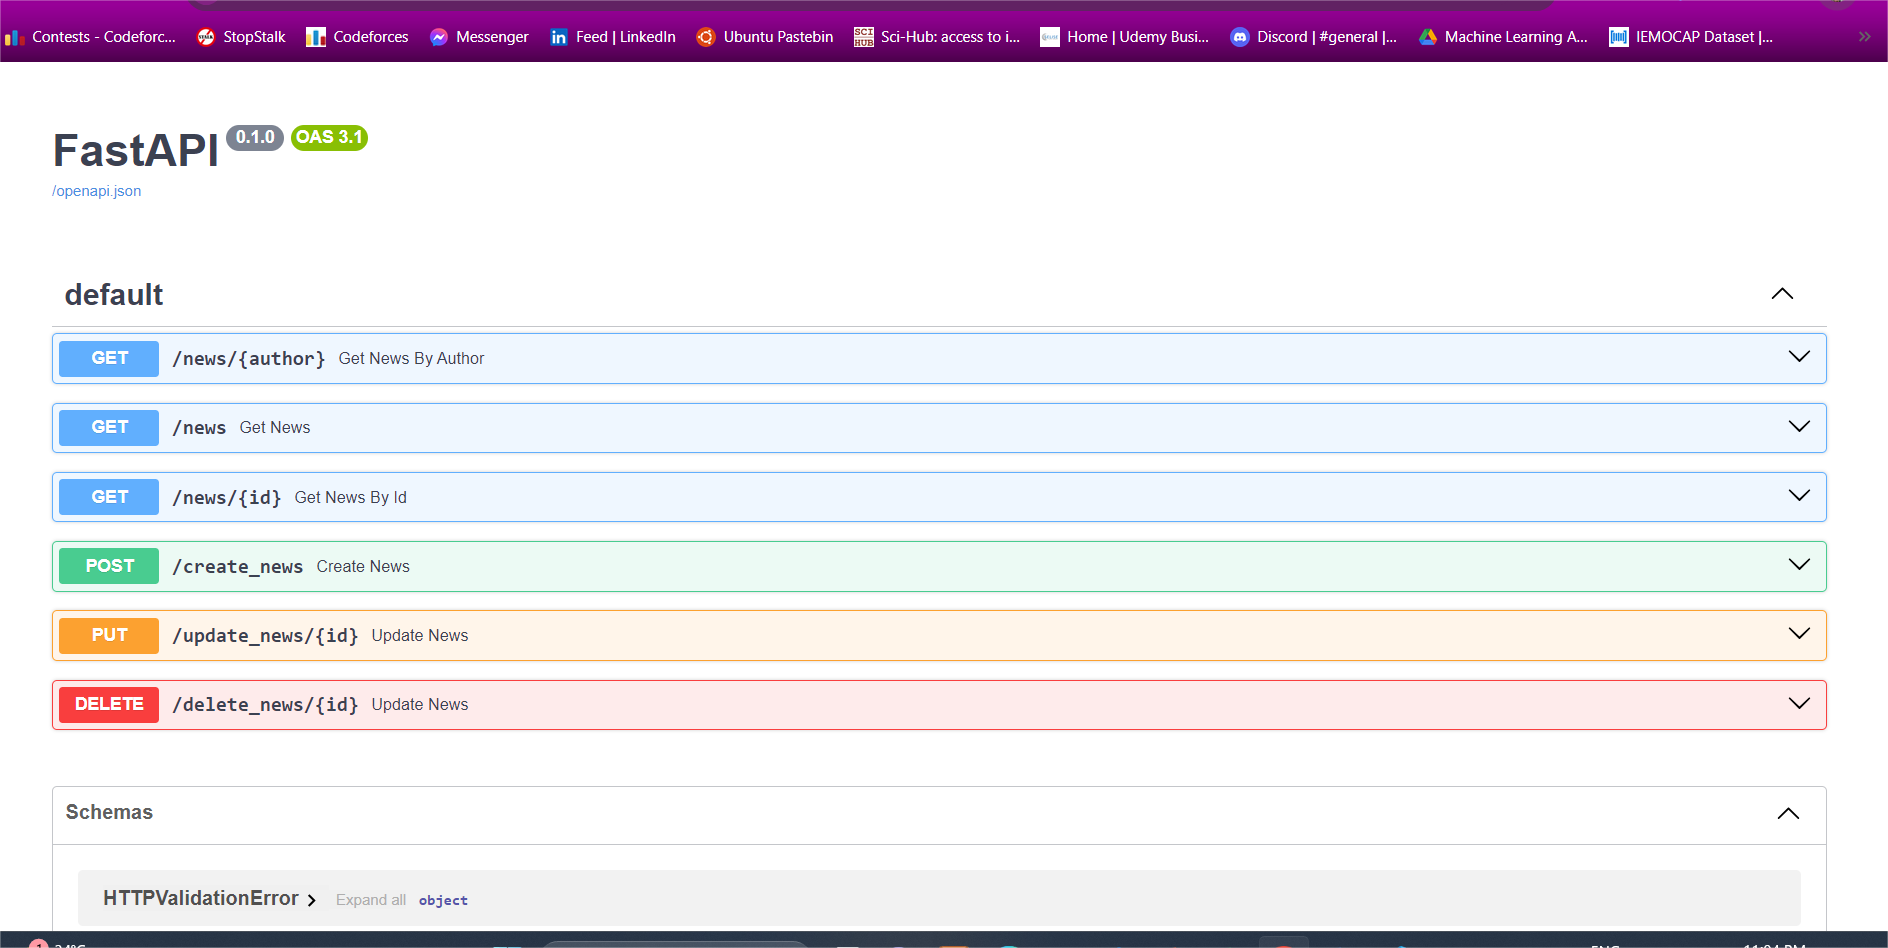 Contests - Codeforc... StopStalk Codeforces Messenger Feed | LinkedIn Ubuntu Pastebin SCI HUB Sci-Hub: access to i... Home | Udemy Busi... Discord | #general |... Machine Learning A... IEMOCAP Dataset |...
FastAPI 0.1.0 OAS 3.1
/openapi.json
default
GET /news/{author} Get News By Author
GET /news Get News
GET /news/{id} Get News By Id
POST /create_news Create News
PUT /update_news/{id} Update News
DELETE /delete_news/{id} Update News
Schemas
HTTPValidationError Expand all object